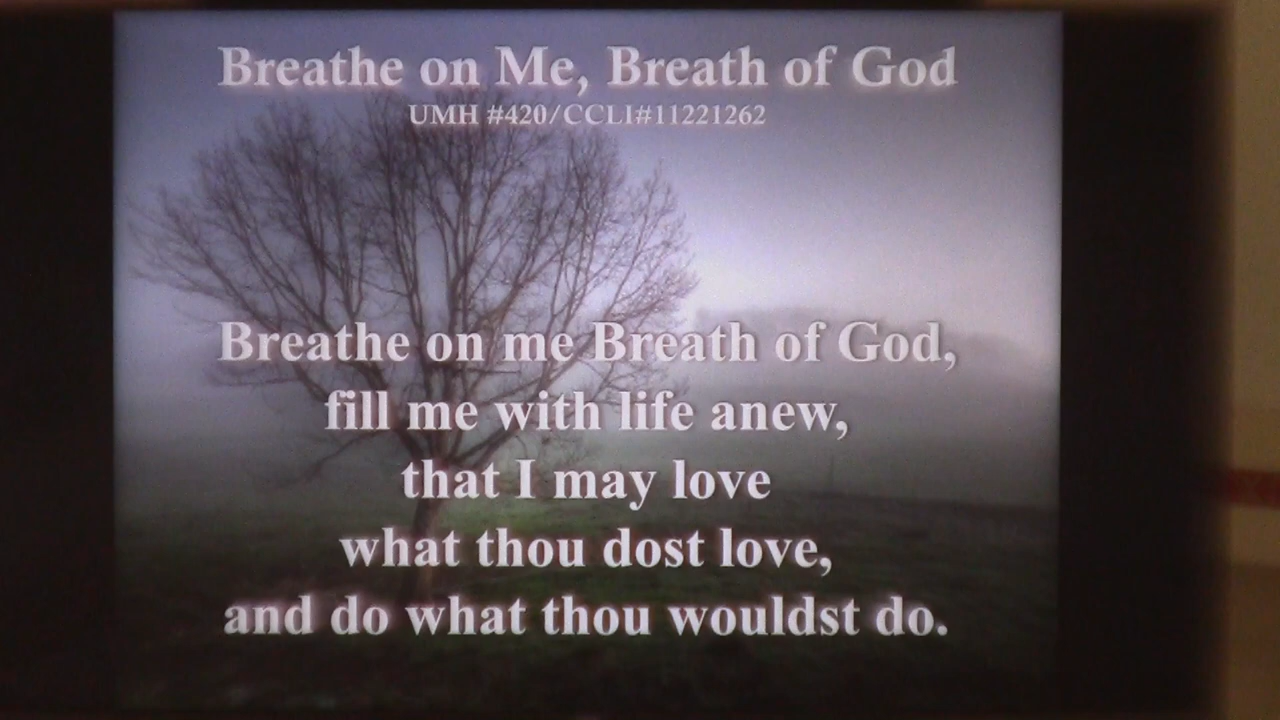 Breathe on Me, Breath of God
UMH #420/CCLI#11221262
Breathe on me Breath of God,
fill me with life anew,
that I may love
what thou dost love,
and do what thou wouldst do.